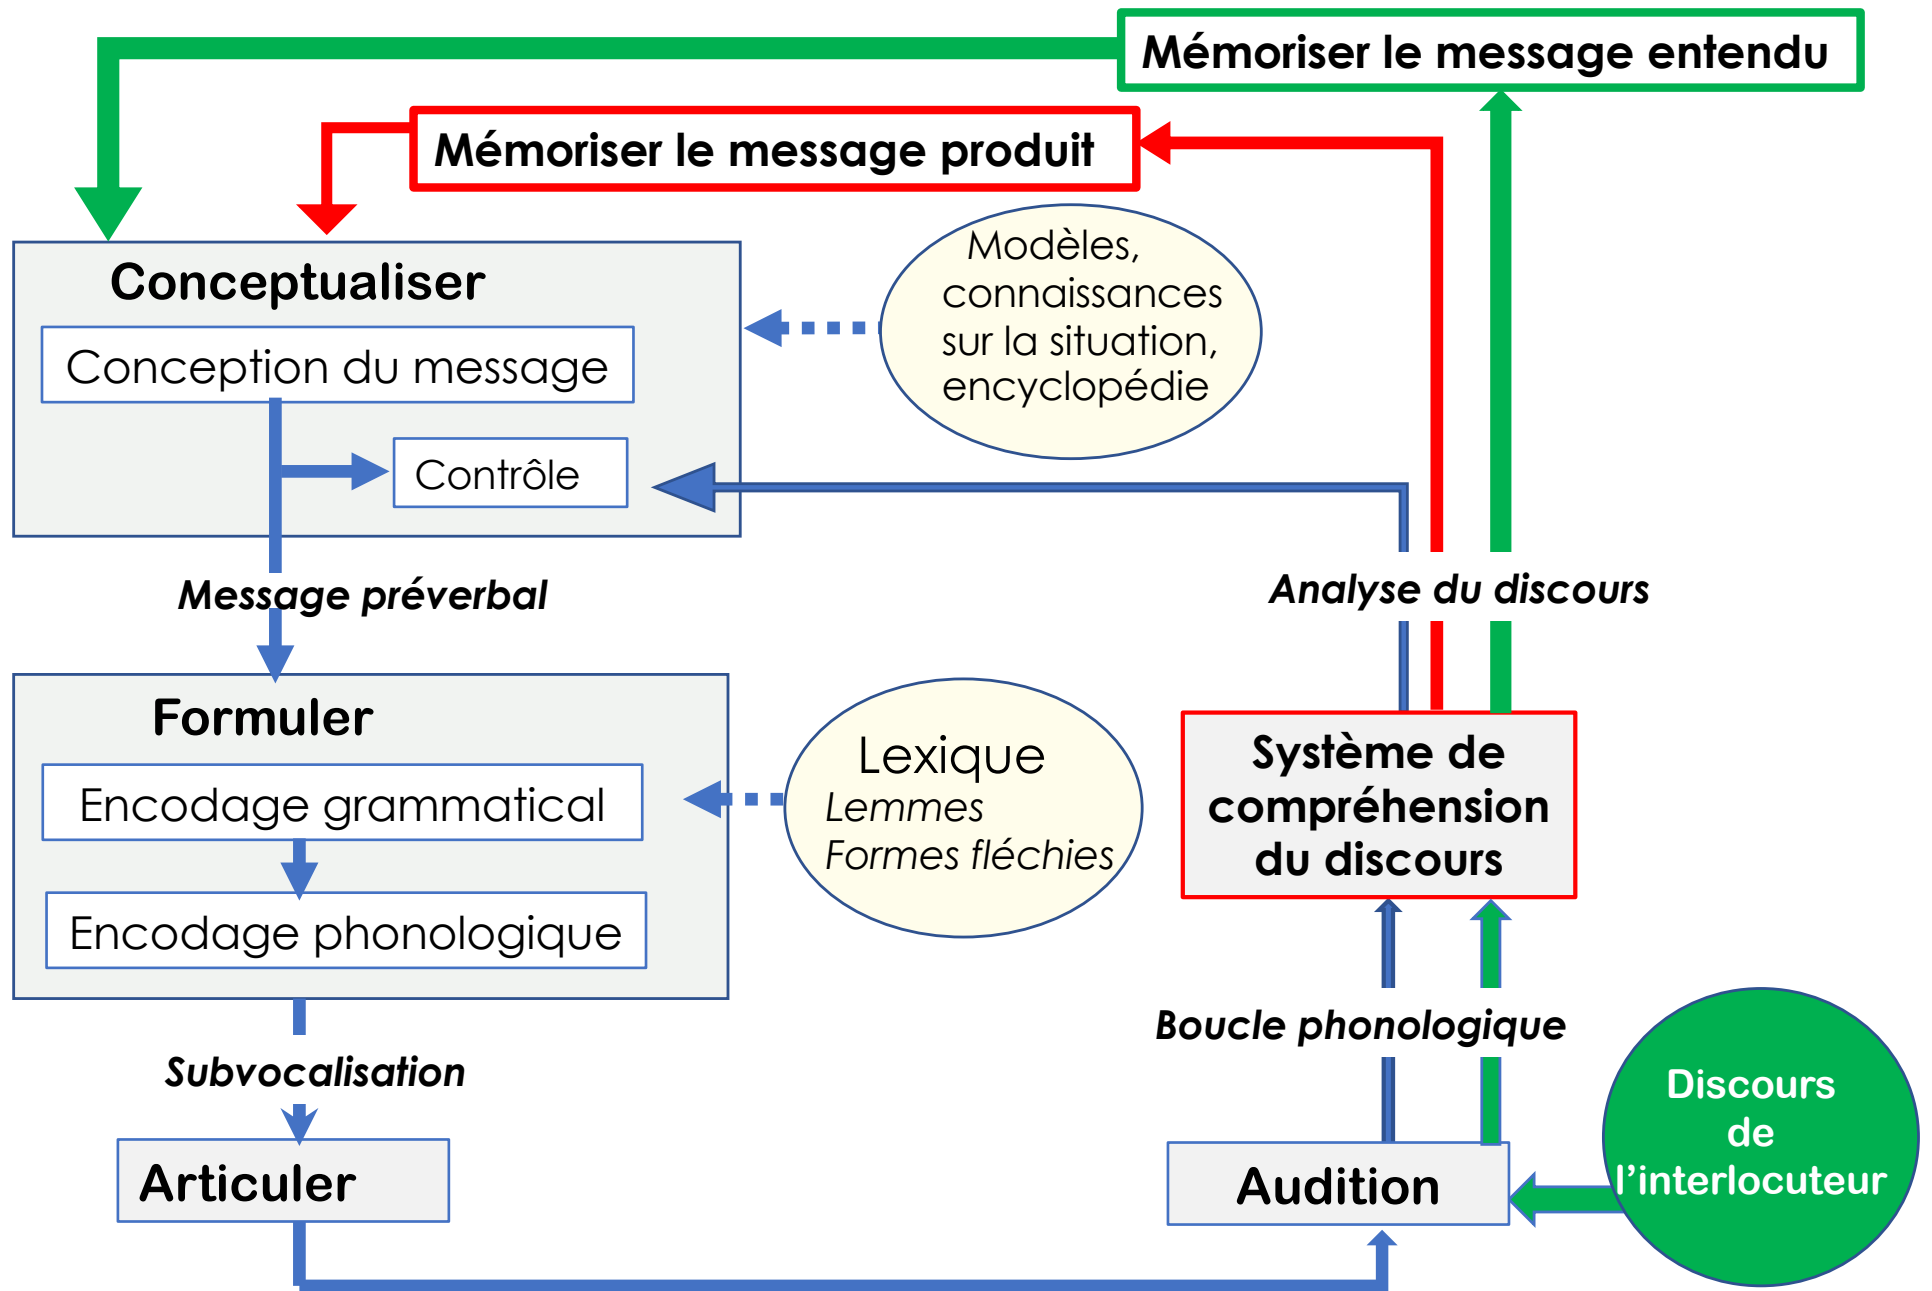 Mémoriser le message entendu
Mémoriser le message produit
Conceptualiser
Conception du message
Contrôle
Modèles,
connaissances
sur la situation,
encyclopédie
Message préverbal
Analyse du discours
Formuler
Encodage grammatical
Encodage phonologique
Lexique
Lemmes
Formes fléchies
Système de
compréhension
du discours
Subvocalisation
Boucle phonologique
Articuler
Audition
Discours
de
l’interlocuteur